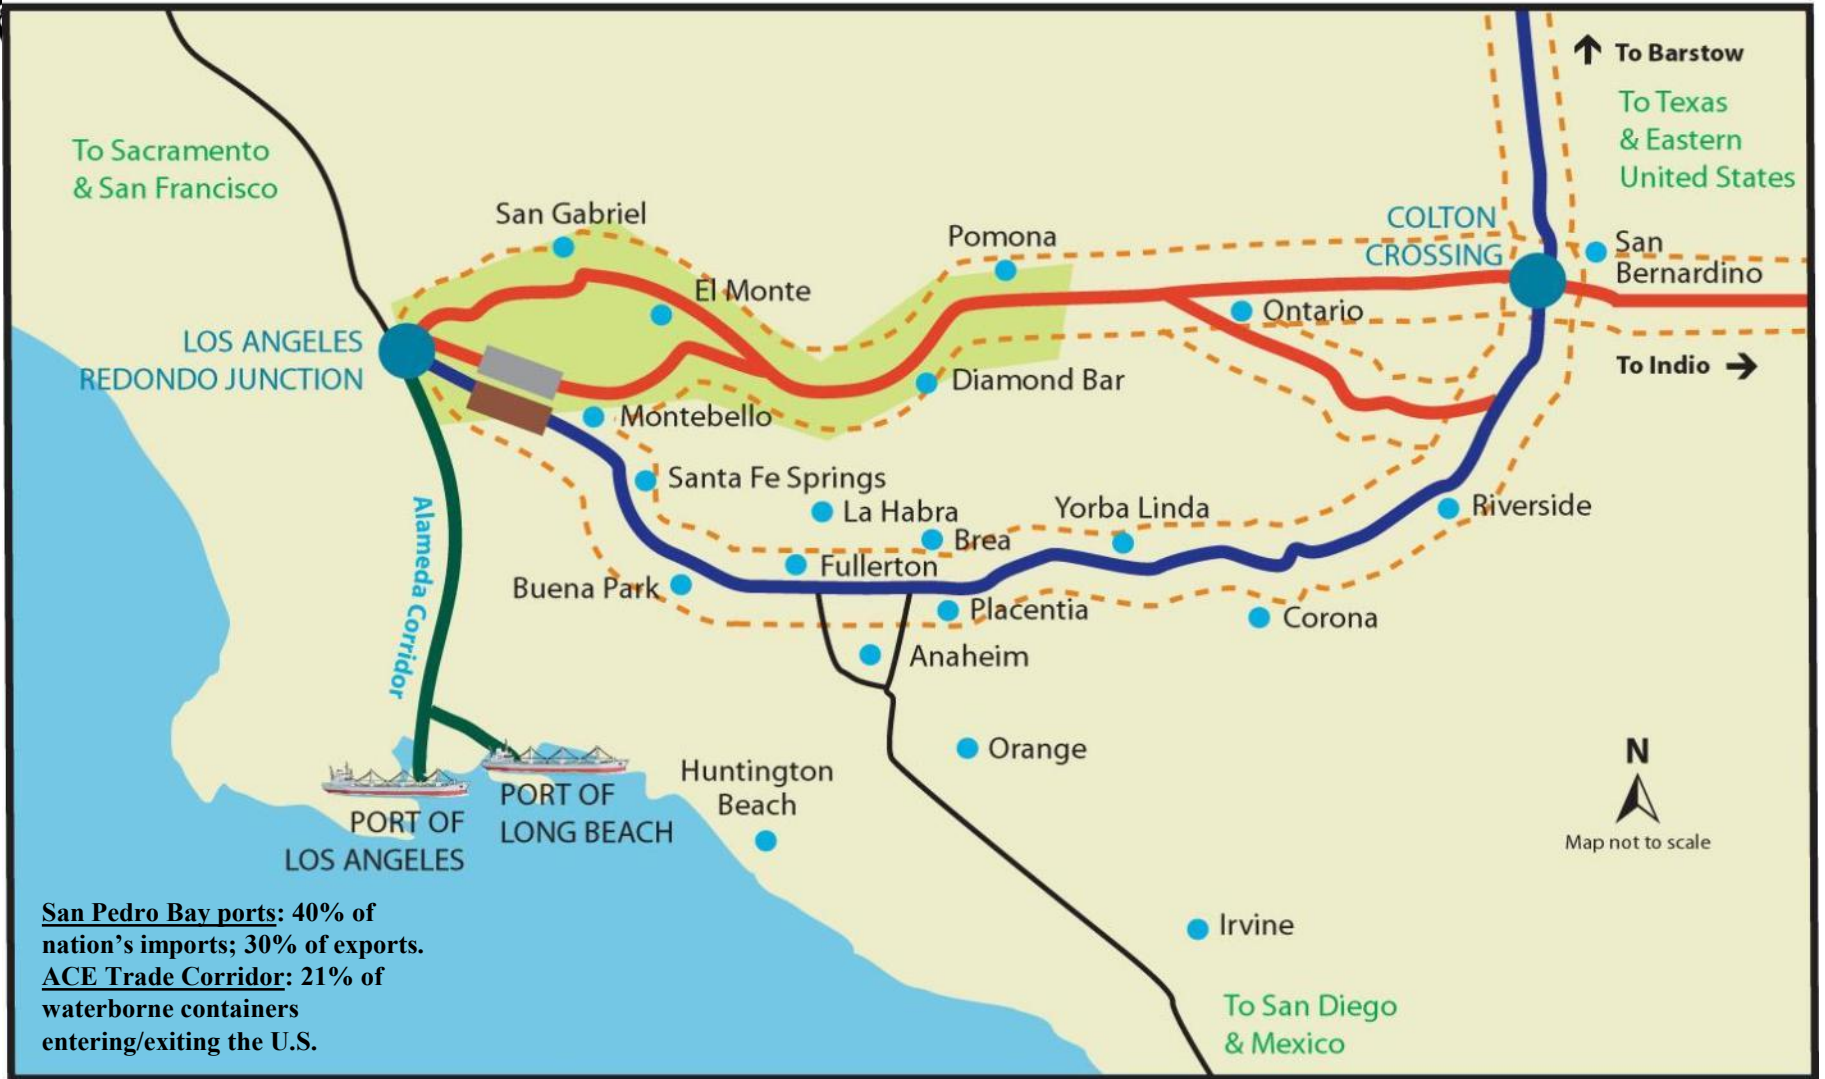 To Barstow
To Texas
& Eastern
United States
To Sacramento
& San Francisco
San Gabriel
Pomona
COLTON
CROSSING
San
Bernardino
El Monte
Ontario
LOS ANGELES
REDONDO JUNCTION
To Indio
Diamond Bar
Montebello
Santa Fe Springs
La Habra
Yorba Linda
Riverside
Brea
Fullerton
Buena Park
Placentia
Corona
Alameda Corridor
Anaheim
Orange
N
Map not to scale
Huntington
Beach
PORT OF
LONG BEACH
PORT OF
LOS ANGELES
San Pedro Bay ports: 40% of
nation’s imports; 30% of exports.
ACE Trade Corridor: 21% of
waterborne containers
entering/exiting the U.S.
Irvine
To San Diego
& Mexico